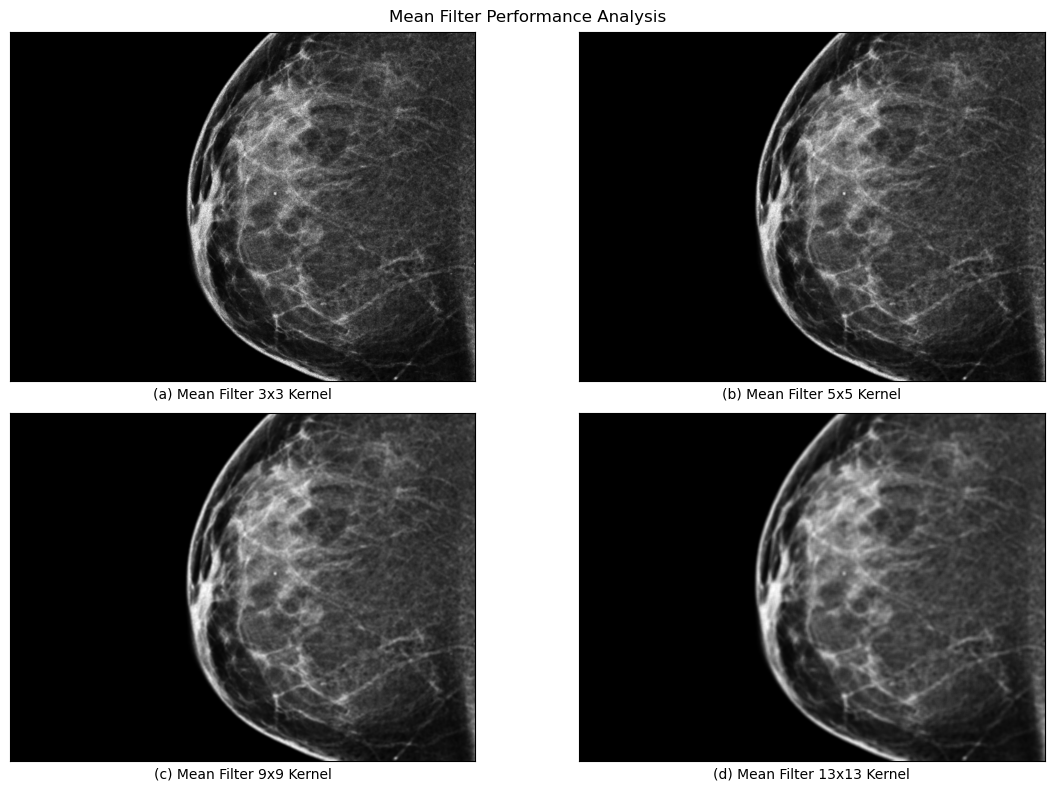 Mean Filter Performance Analysis
(a) Mean Filter 3x3 Kernel
(b) Mean Filter 5x5 Kernel
(c) Mean Filter 9x9 Kernel
(d) Mean Filter 13x13 Kernel